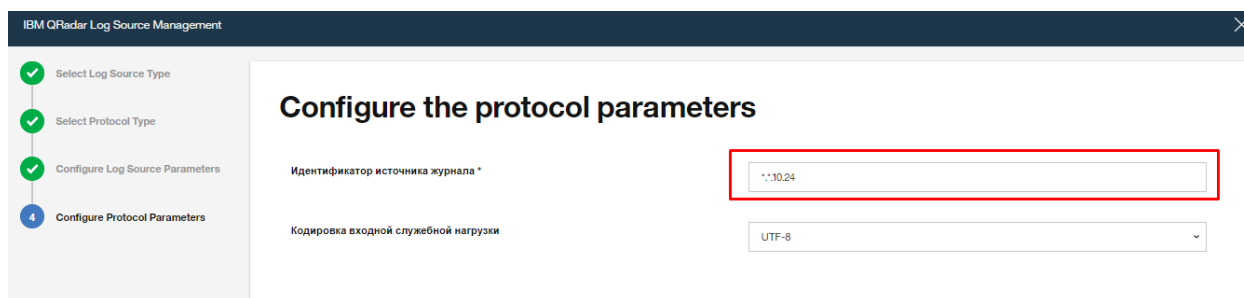 IBM QRadar Log Source Management
Select Log Source Type
Select Protocol Type
Configure Log Source Parameters
4
Configure Protocol Parameters
Configure the protocol parameters
Идентификатор источника журнала *
*.*.10.24
Кодировка входной служебной нагрузки
UTF-8